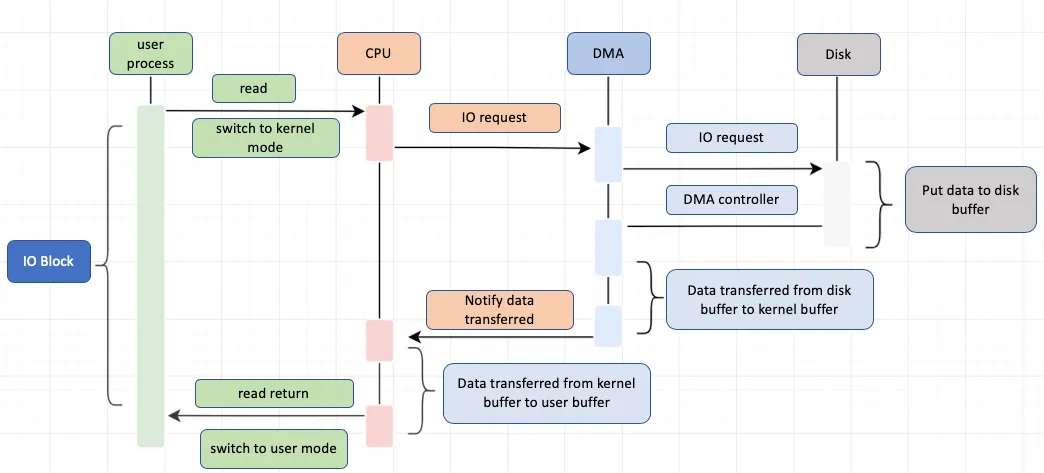 user
process
CPU
DMA
Disk
read
switch to kernel
mode
IO request
IO request
DMA controller
Put data to disk
buffer
IO Block
Data transferred from disk
buffer to kernel buffer
Notify data
transferred
Data transferred from kernel
buffer to user buffer
read return
switch to user mode